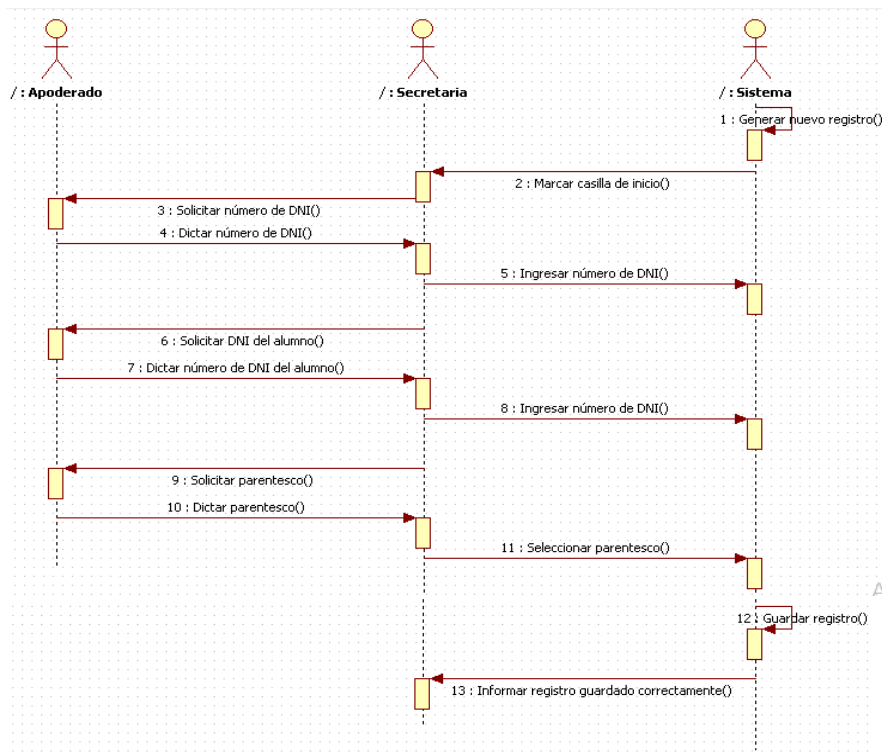 / : Apoderado
/ : Secretaria
/ : Sistema
1 : Generar nuevo registro()
2 : Marcar casilla de inicio()
3 : Solicitar número de DNI()
4 : Dictar número de DNI()
5 : Ingresar número de DNI()
6 : Solicitar DNI del alumno()
7 : Dictar número de DNI del alumno()
8 : Ingresar número de DNI()
9 : Solicitar parentesco()
10 : Dictar parentesco()
11 : Seleccionar parentesco()
12 : Guardar registro()
13 : Informar registro guardado correctamente()